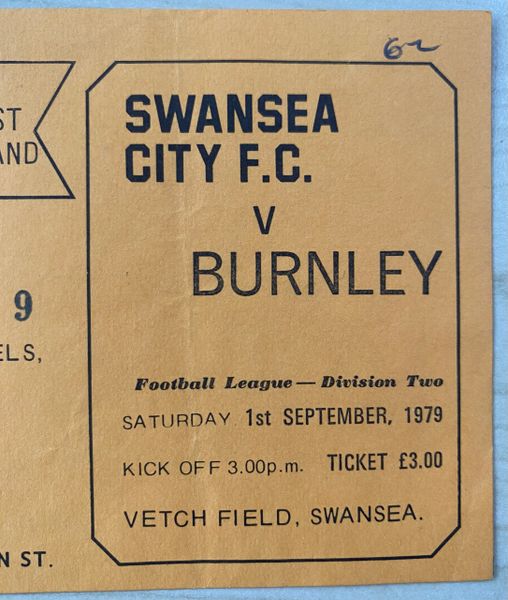 62
ST
AND
9
ELS,
N ST.
SWANSEA
CITY F.C.
V
BURNLEY
Football League — Division Two
SATURDAY 1st SEPTEMBER, 1979
KICK OFF 3.00p.m. TICKET £3.00
VETCH FIELD, SWANSEA.